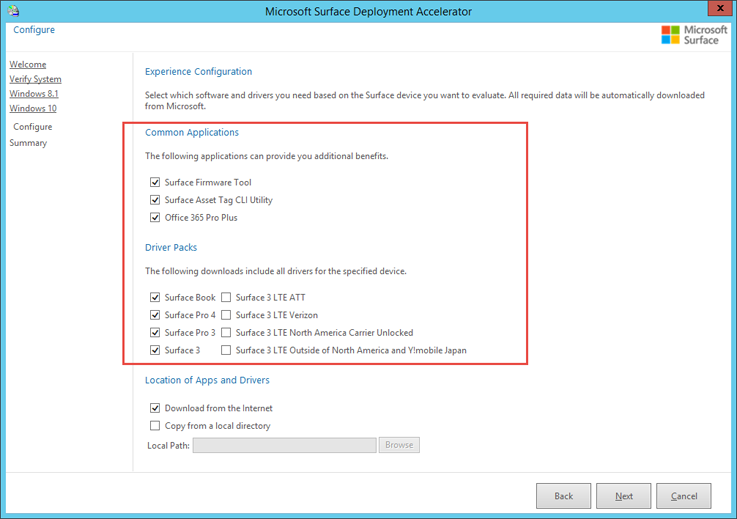 Microsoft Surface Deployment Accelerator
Configure
Microsoft
Surface
Welcome
Verify System
Windows 8.1
Windows 10
Configure
Summary
Experience Configuration
Select which software and drivers you need based on the Surface device you want to evaluate. All required data will be automatically downloaded
from Microsoft.
Common Applications
The following applications can provide you additional benefits.
Surface Firmware Tool
Surface Asset Tag CLI Utility
Office 365 Pro Plus
Driver Packs
The following downloads include all drivers for the specified device.
Surface Book Surface 3 LTE ATT
Surface Pro 4 Surface 3 LTE Verizon
Surface Pro 3 Surface 3 LTE North America Carrier Unlocked
Surface 3 Surface 3 LTE Outside of North America and Y!mobile Japan
Location of Apps and Drivers
Download from the Internet
Copy from a local directory
Local Path: Browse
Back Next Cancel